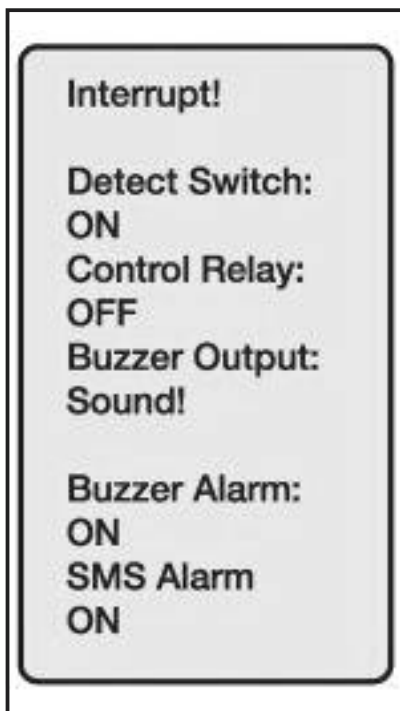 Interrupt!
Detect Switch:
ON
Control Relay:
OFF
Buzzer Output:
Sound!
Buzzer Alarm:
ON
SMS Alarm
ON